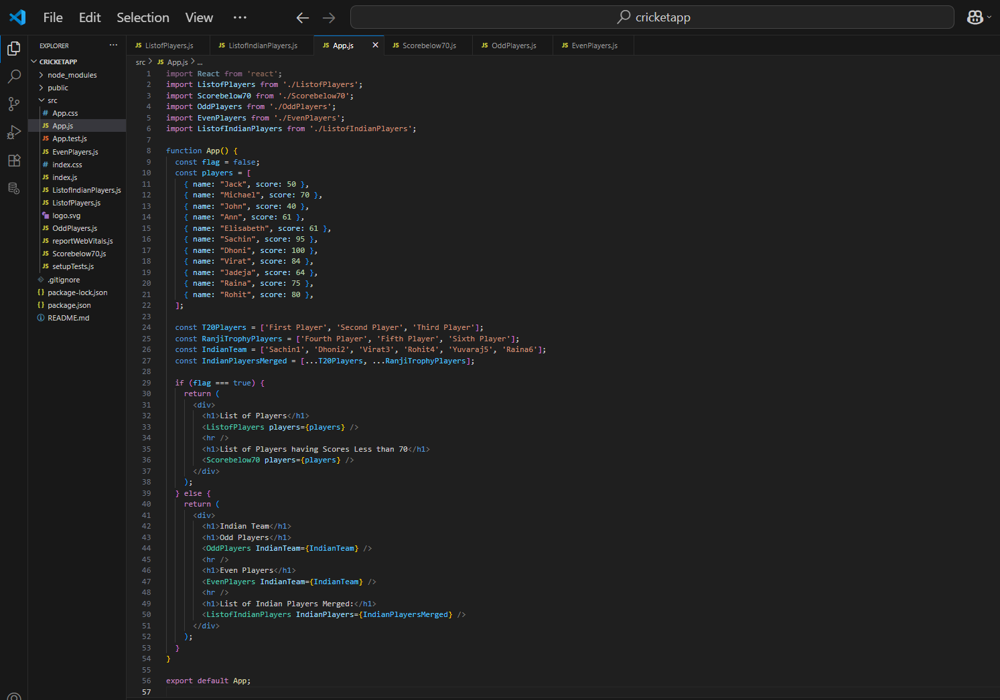 File Edit Selection View ···
cricketapp
EXPLORER ···
CRICKETAPP
node_modules
public
src
# App.css
JS App.js
JS App.test.js
JS EvenPlayers.js
# index.css
JS index.js
JS ListofIndianPlayers.js
JS ListofPlayers.js
logo.svg
JS OddPlayers.js
JS reportWebVitals.js
JS Scorebelow70.js
JS setupTests.js
.gitignore
{} package-lock.json
{} package.json
README.md
JS ListofPlayers.js JS ListofIndianPlayers.js JS App.js × JS Scorebelow70.js JS OddPlayers.js JS EvenPlayers.js
src > JS App.js > ...
1 import React from 'react';
2 import ListofPlayers from './ListofPlayers';
3 import Scorebelow70 from './Scorebelow70';
4 import OddPlayers from './OddPlayers';
5 import EvenPlayers from './EvenPlayers';
6 import ListofIndianPlayers from './ListofIndianPlayers';
7
8 function App() {
9   const flag = false;
10   const players = [
11     { name: "Jack", score: 50 },
12     { name: "Michael", score: 70 },
13     { name: "John", score: 40 },
14     { name: "Ann", score: 61 },
15     { name: "Elisabeth", score: 61 },
16     { name: "Sachin", score: 95 },
17     { name: "Dhoni", score: 100 },
18     { name: "Virat", score: 84 },
19     { name: "Jadeja", score: 64 },
20     { name: "Raina", score: 75 },
21     { name: "Rohit", score: 80 },
22   ];
23
24   const T20Players = ['First Player', 'Second Player', 'Third Player'];
25   const RanjiTrophyPlayers = ['Fourth Player', 'Fifth Player', 'Sixth Player'];
26   const IndianTeam = ['Sachin1', 'Dhoni2', 'Virat3', 'Rohit4', 'Yuvaraj5', 'Raina6'];
27   const IndianPlayersMerged = [...T20Players, ...RanjiTrophyPlayers];
28
29   if (flag === true) {
30     return (
31       <div>
32         <h1>List of Players</h1>
33         <ListofPlayers players={players} />
34         <hr />
35         <h1>List of Players having Scores Less than 70</h1>
36         <Scorebelow70 players={players} />
37       </div>
38     );
39   } else {
40     return (
41       <div>
42         <h1>Indian Team</h1>
43         <h1>Odd Players</h1>
44         <OddPlayers IndianTeam={IndianTeam} />
45         <hr />
46         <h1>Even Players</h1>
47         <EvenPlayers IndianTeam={IndianTeam} />
48         <hr />
49         <h1>List of Indian Players Merged:</h1>
50         <ListofIndianPlayers IndianPlayers={IndianPlayersMerged} />
51       </div>
52     );
53   }
54 }
55
56 export default App;
57